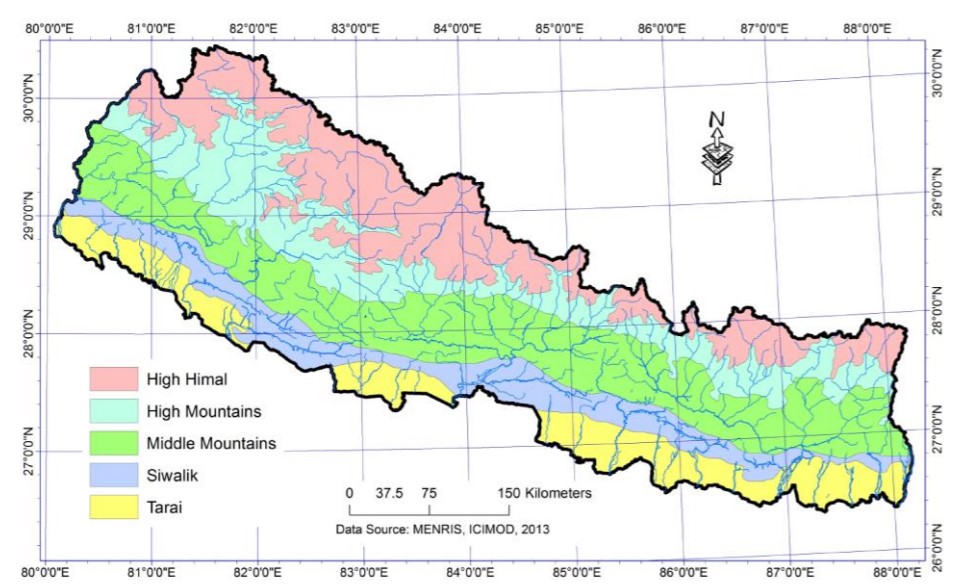 80°0'0"E 81°0'0"E 82°0'0"E 83°0'0"E 84°0'0"E 85°0'0"E 86°0'0"E 87°0'0"E 88°0'0"E
30°0'0"N
29°0'0"N
28°0'0"N
27°0'0"N
N
30°0'0"N
29°0'0"N
28°0'0"N
27°0'0"N
26°0'0"N
High Himal
High Mountains
Middle Mountains
Siwalik
Tarai
0 37.5 75 150 Kilometers
Data Source: MENRIS, ICIMOD, 2013
80°0'0"E 81°0'0"E 82°0'0"E 83°0'0"E 84°0'0"E 85°0'0"E 86°0'0"E 87°0'0"E 88°0'0"E